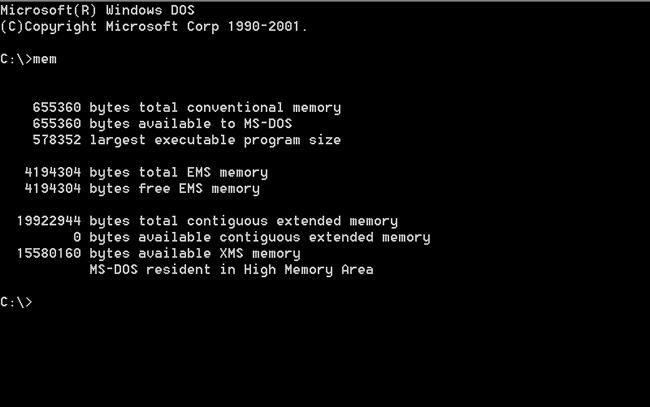 Microsoft(R) Windows DOS
(C)Copyright Microsoft Corp 1990-2001.
C:\>mem
655360 bytes total conventional memory
655360 bytes available to MS-DOS
578352 largest executable program size
4194304 bytes total EMS memory
4194304 bytes free EMS memory
19922944 bytes total contiguous extended memory
0 bytes available contiguous extended memory
15580160 bytes available XMS memory
MS-DOS resident in High Memory Area
C:\>